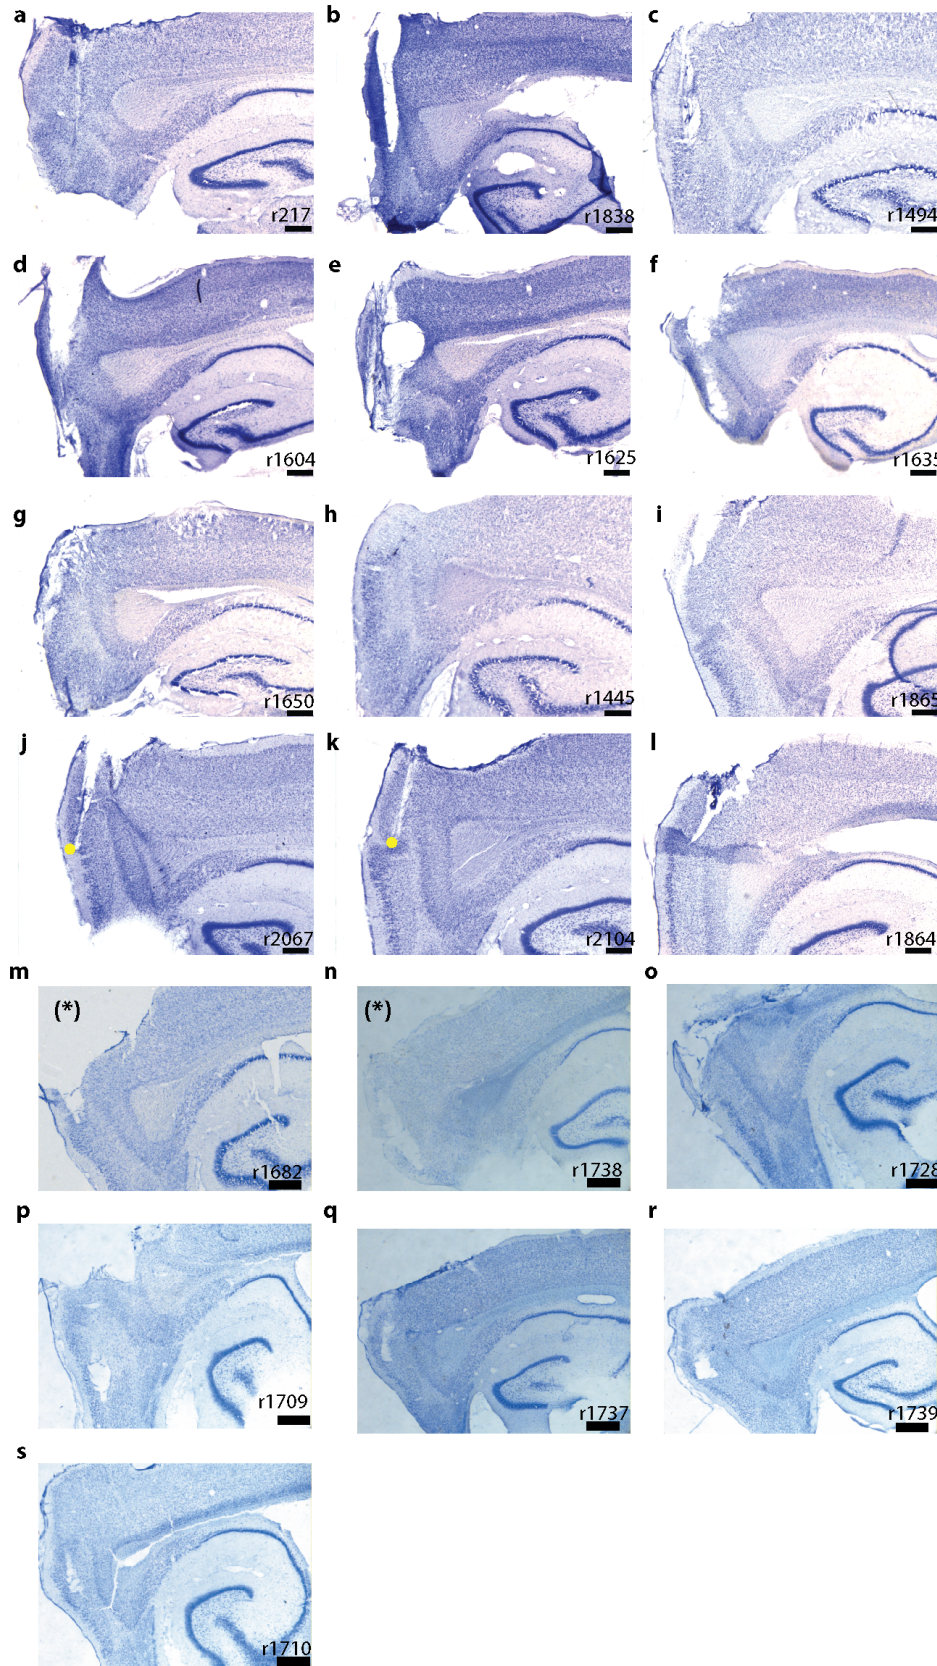 a b c
r217 r1838 r1494
d e f
r1604 r1625 r1635
g h i
r1650 r1445 r1865
j k l
r2067 r2104 r1864
m n o
(*) (*)
r1682 r1738 r1728
p q r
r1709 r1737 r1739
s
r1710